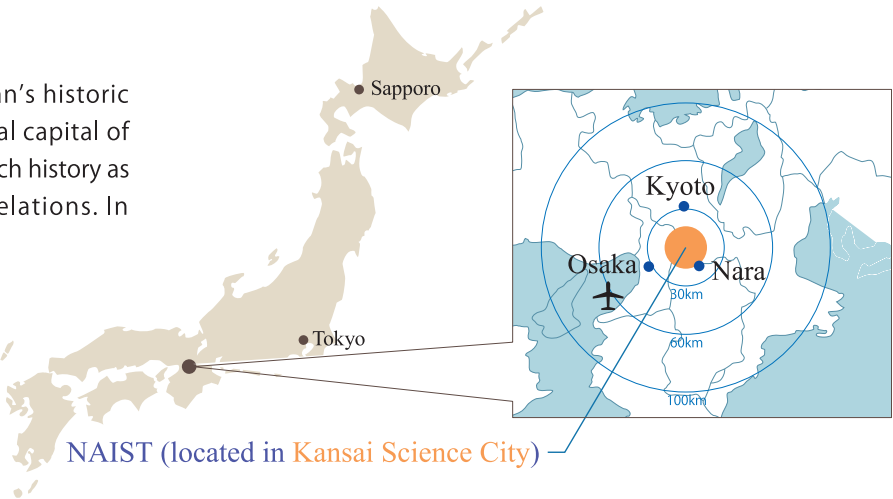 n's historic
al capital of
ch history as
elations. In
Sapporo
Tokyo
Kyoto
Osaka
Nara
30km
60km
100km
NAIST (located in Kansai Science City)